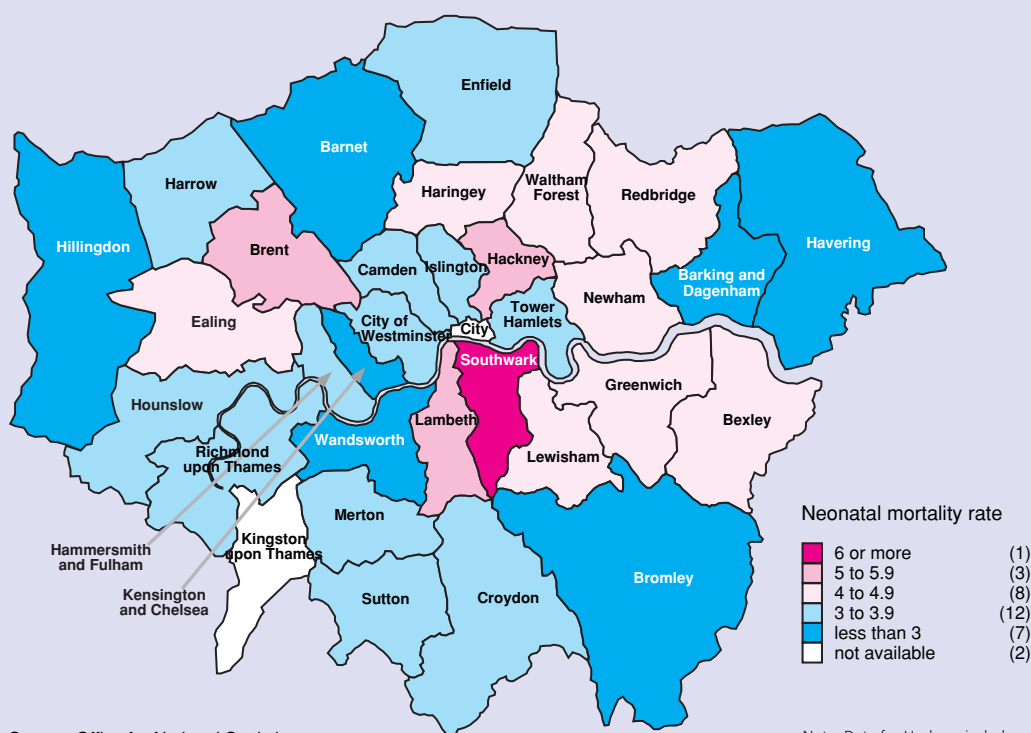 Enfield
Barnet
Harrow
Haringey
Waltham
Forest
Redbridge
Hillingdon
Brent
Havering
Camden
Islington
Hackney
Barking and
Dagenham
Ealing
City of
Westminster
City
Tower
Hamlets
Newham
Southwark
Greenwich
Hounslow
Lambeth
Bexley
Wandsworth
Richmond
upon Thames
Lewisham
Merton
Kingston
upon Thames
Hammersmith
and Fulham
Kensington
and Chelsea
Sutton
Croydon
Bromley
Neonatal mortality rate
6 or more (1)
5 to 5.9 (3)
4 to 4.9 (8)
3 to 3.9 (12)
less than 3 (7)
not available (2)